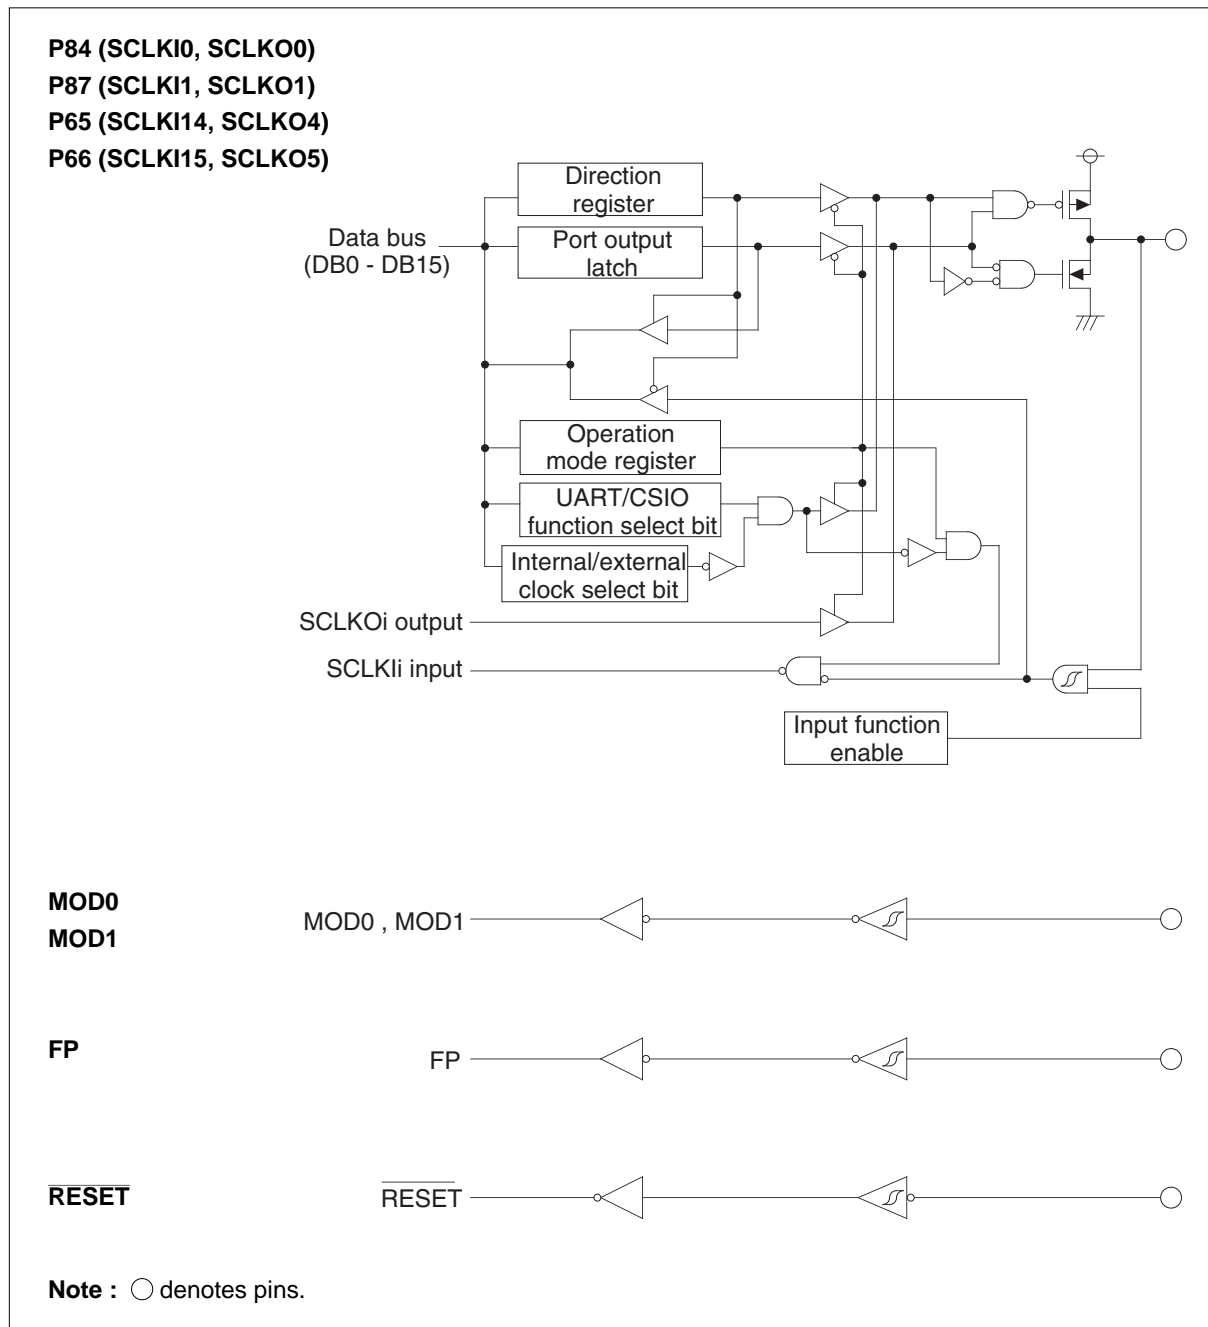 P84 (SCLKI0, SCLKO0)
P87 (SCLKI1, SCLKO1)
P65 (SCLKI14, SCLKO4)
P66 (SCLKI15, SCLKO5)
Direction
register
Data bus
(DB0 - DB15)
Port output
latch
Operation
mode register
UART/CSIO
function select bit
Internal/external
clock select bit
SCLKOi output
SCLKIi input
Input function
enable
MOD0
MOD1
MOD0 , MOD1
FP
FP
RESET
RESET
Note : ◯ denotes pins.